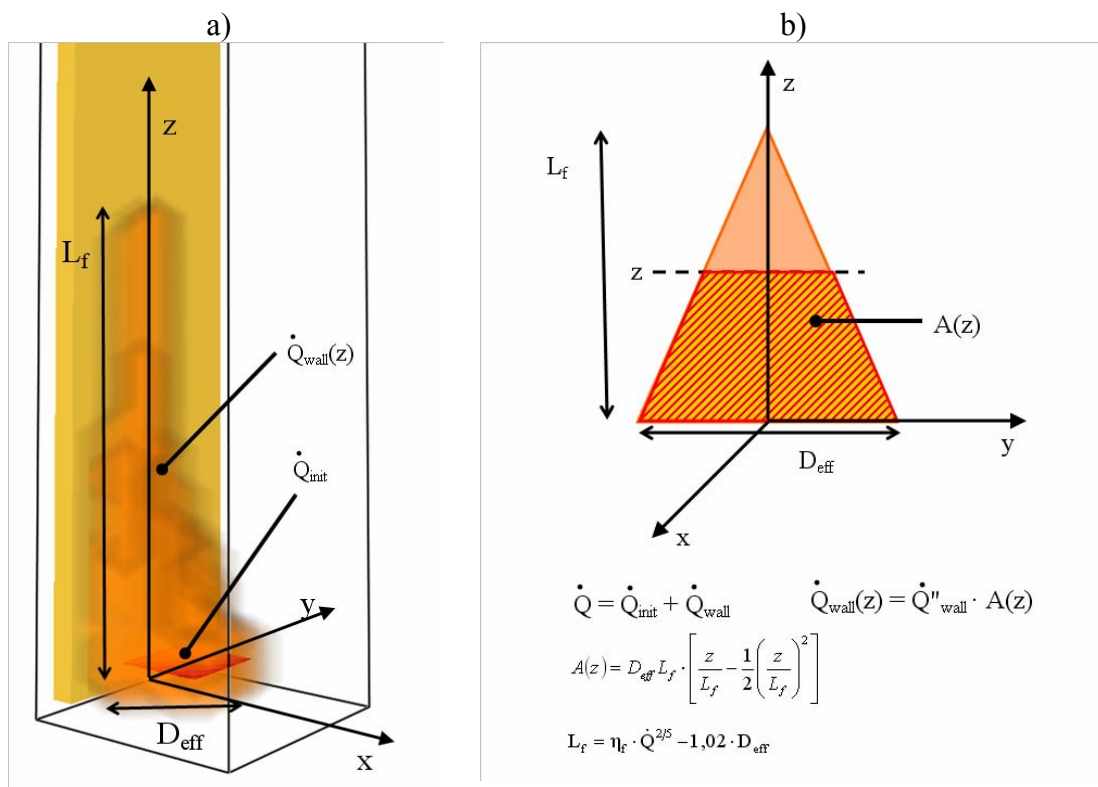 a)
z
L_f
Q̇_wall(z)
Q̇_init
y
D_eff
x
b)
z
L_f
z
A(z)
y
D_eff
x
Q̇ = Q̇_init + Q̇_wall
Q̇_wall(z) = Q̇"_wall · A(z)
A(z) = D_eff L_f · [z/L_f − 1/2 (z/L_f)²]
L_f = η_f · Q̇^2/5 − 1,02 · D_eff